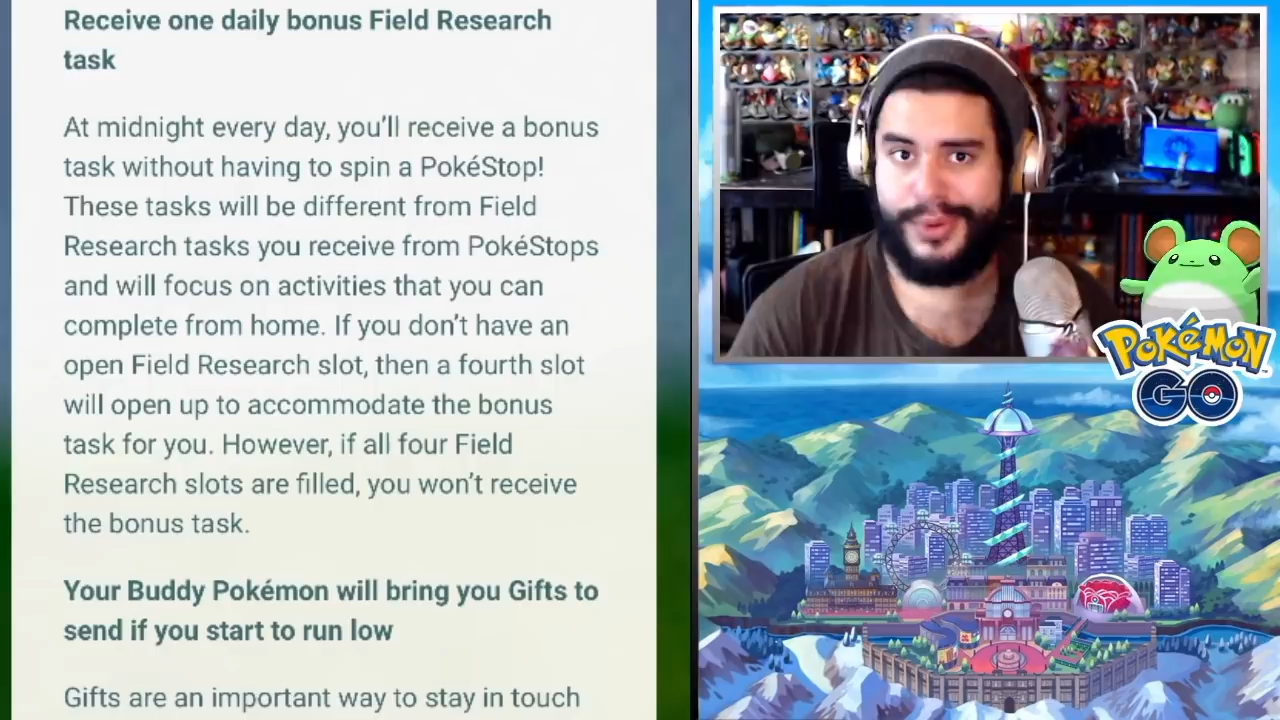 Receive one daily bonus Field Research
task
At midnight every day, you’ll receive a bonus
task without having to spin a PokéStop!
These tasks will be different from Field
Research tasks you receive from PokéStops
and will focus on activities that you can
complete from home. If you don’t have an
open Field Research slot, then a fourth slot
will open up to accommodate the bonus
task for you. However, if all four Field
Research slots are filled, you won’t receive
the bonus task.
Your Buddy Pokémon will bring you Gifts to
send if you start to run low
Gifts are an important way to stay in touch
POKéMON
GO